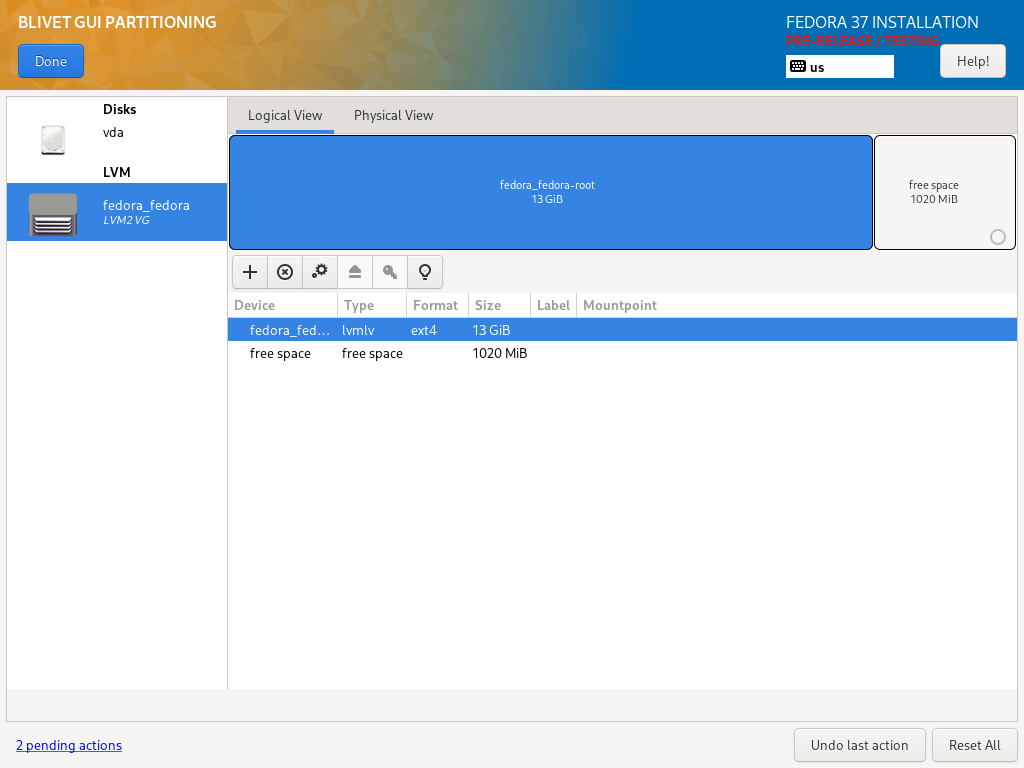 BLIVET GUI PARTITIONING
Done
FEDORA 37 INSTALLATION
PRE-RELEASE / TESTING
us
Help!
Disks
vda
LVM
fedora_fedora
LVM2 VG
Logical View
Physical View
fedora_fedora-root
13 GiB
free space
1020 MiB
Device Type Format Size Label Mountpoint
fedora_fed... lvmlv ext4 13 GiB
free space free space 1020 MiB
2 pending actions
Undo last action
Reset All